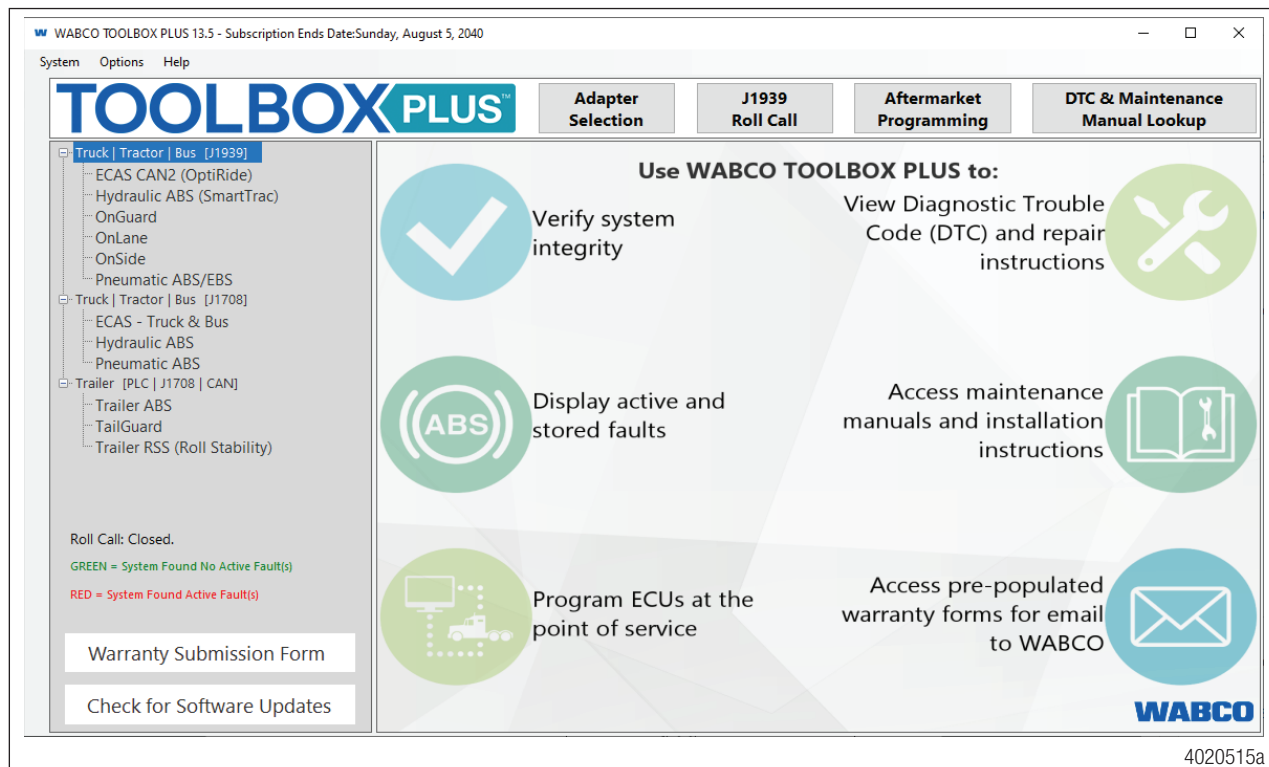 WABCO TOOLBOX PLUS 13.5 - Subscription Ends Date:Sunday, August 5, 2040
System Options Help
TOOLBOX PLUS™
Adapter
Selection
J1939
Roll Call
Aftermarket
Programming
DTC & Maintenance
Manual Lookup
Truck | Tractor | Bus [J1939]
ECAS CAN2 (OptiRide)
Hydraulic ABS (SmartTrac)
OnGuard
OnLane
OnSide
Pneumatic ABS/EBS
Truck | Tractor | Bus [J1708]
ECAS - Truck & Bus
Hydraulic ABS
Pneumatic ABS
Trailer [PLC | J1708 | CAN]
Trailer ABS
TailGuard
Trailer RSS (Roll Stability)
Roll Call: Closed.
GREEN = System Found No Active Fault(s)
RED = System Found Active Fault(s)
Warranty Submission Form
Check for Software Updates
Use WABCO TOOLBOX PLUS to:
Verify system
integrity
View Diagnostic Trouble
Code (DTC) and repair
instructions
ABS
Display active and
stored faults
Access maintenance
manuals and installation
instructions
Program ECUs at the
point of service
Access pre-populated
warranty forms for email
to WABCO
WABCO
4020515a